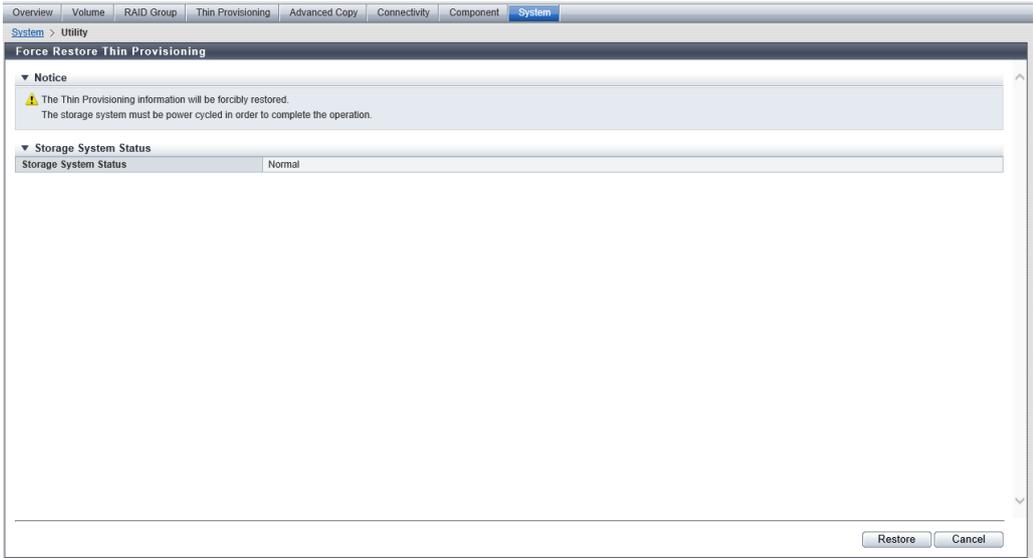 Overview Volume RAID Group Thin Provisioning Advanced Copy Connectivity Component System
System > Utility
Force Restore Thin Provisioning
Notice
The Thin Provisioning information will be forcibly restored.
The storage system must be power cycled in order to complete the operation.
Storage System Status
Storage System Status Normal
Restore Cancel